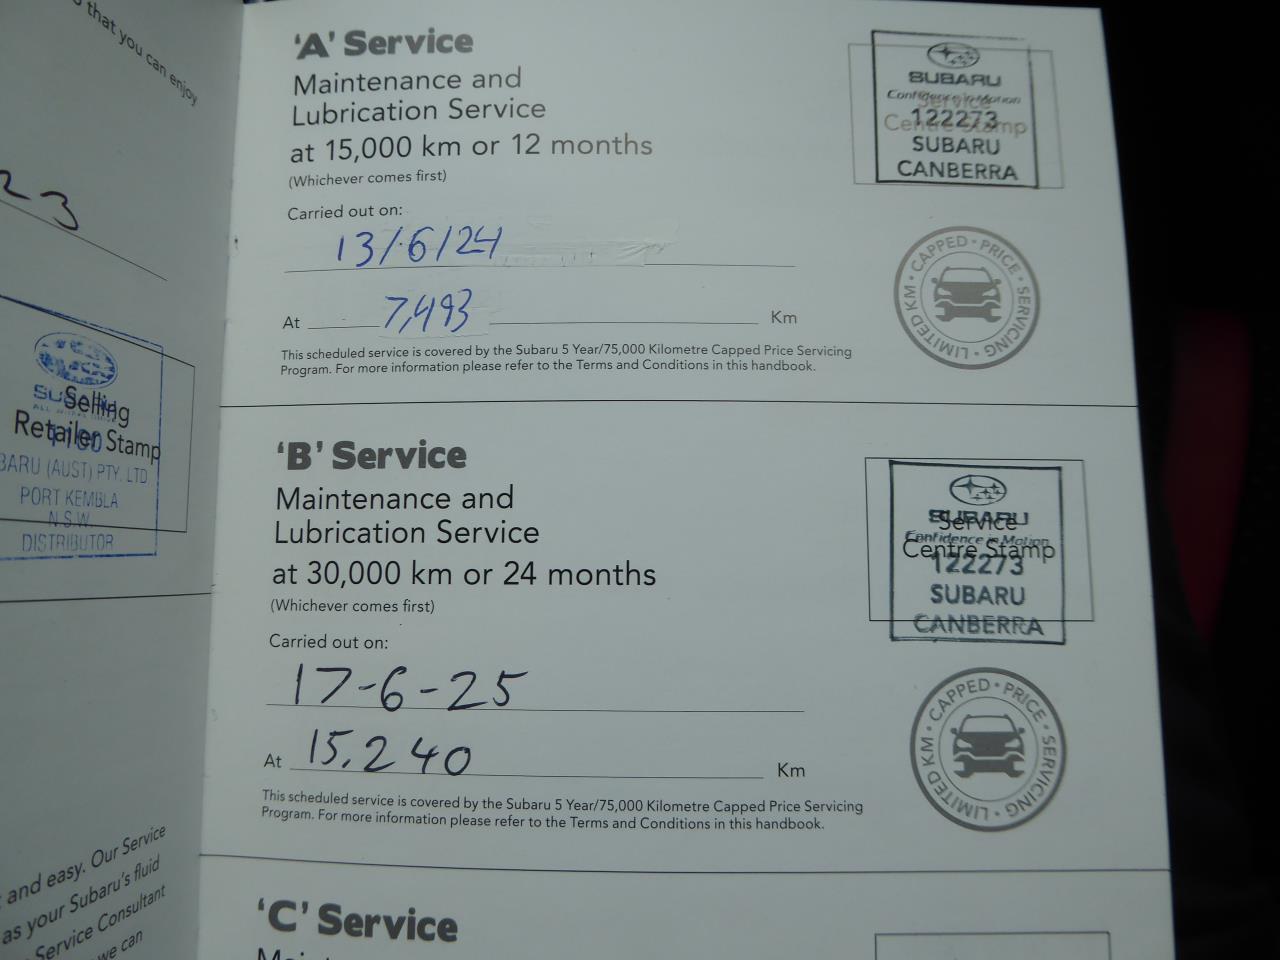 that you can enjoy
23
SUBARU
Selling
Retailer Stamp
(AUST) PTY. LTD
PORT KEMBLA
N.S.W.
DISTRIBUTOR
and easy. Our Service
as your Subaru's fluid
Service Consultant
we can
'A' Service
Maintenance and
Lubrication Service
at 15,000 km or 12 months
(Whichever comes first)
Carried out on:
13/6/24
At 7,493 Km
This scheduled service is covered by the Subaru 5 Year/75,000 Kilometre Capped Price Servicing
Program. For more information please refer to the Terms and Conditions in this handbook.
SUBARU
Confidence in Motion
Service
Centre Stamp
122273
SUBARU
CANBERRA
CAPPED • PRICE • SERVICING • LIMITED KM •
'B' Service
Maintenance and
Lubrication Service
at 30,000 km or 24 months
(Whichever comes first)
Carried out on:
17-6-25
At 15,240 Km
This scheduled service is covered by the Subaru 5 Year/75,000 Kilometre Capped Price Servicing
Program. For more information please refer to the Terms and Conditions in this handbook.
SUBARU
Service
Confidence in Motion
Centre Stamp
122273
SUBARU
CANBERRA
CAPPED • PRICE • SERVICING • LIMITED KM •
'C' Service